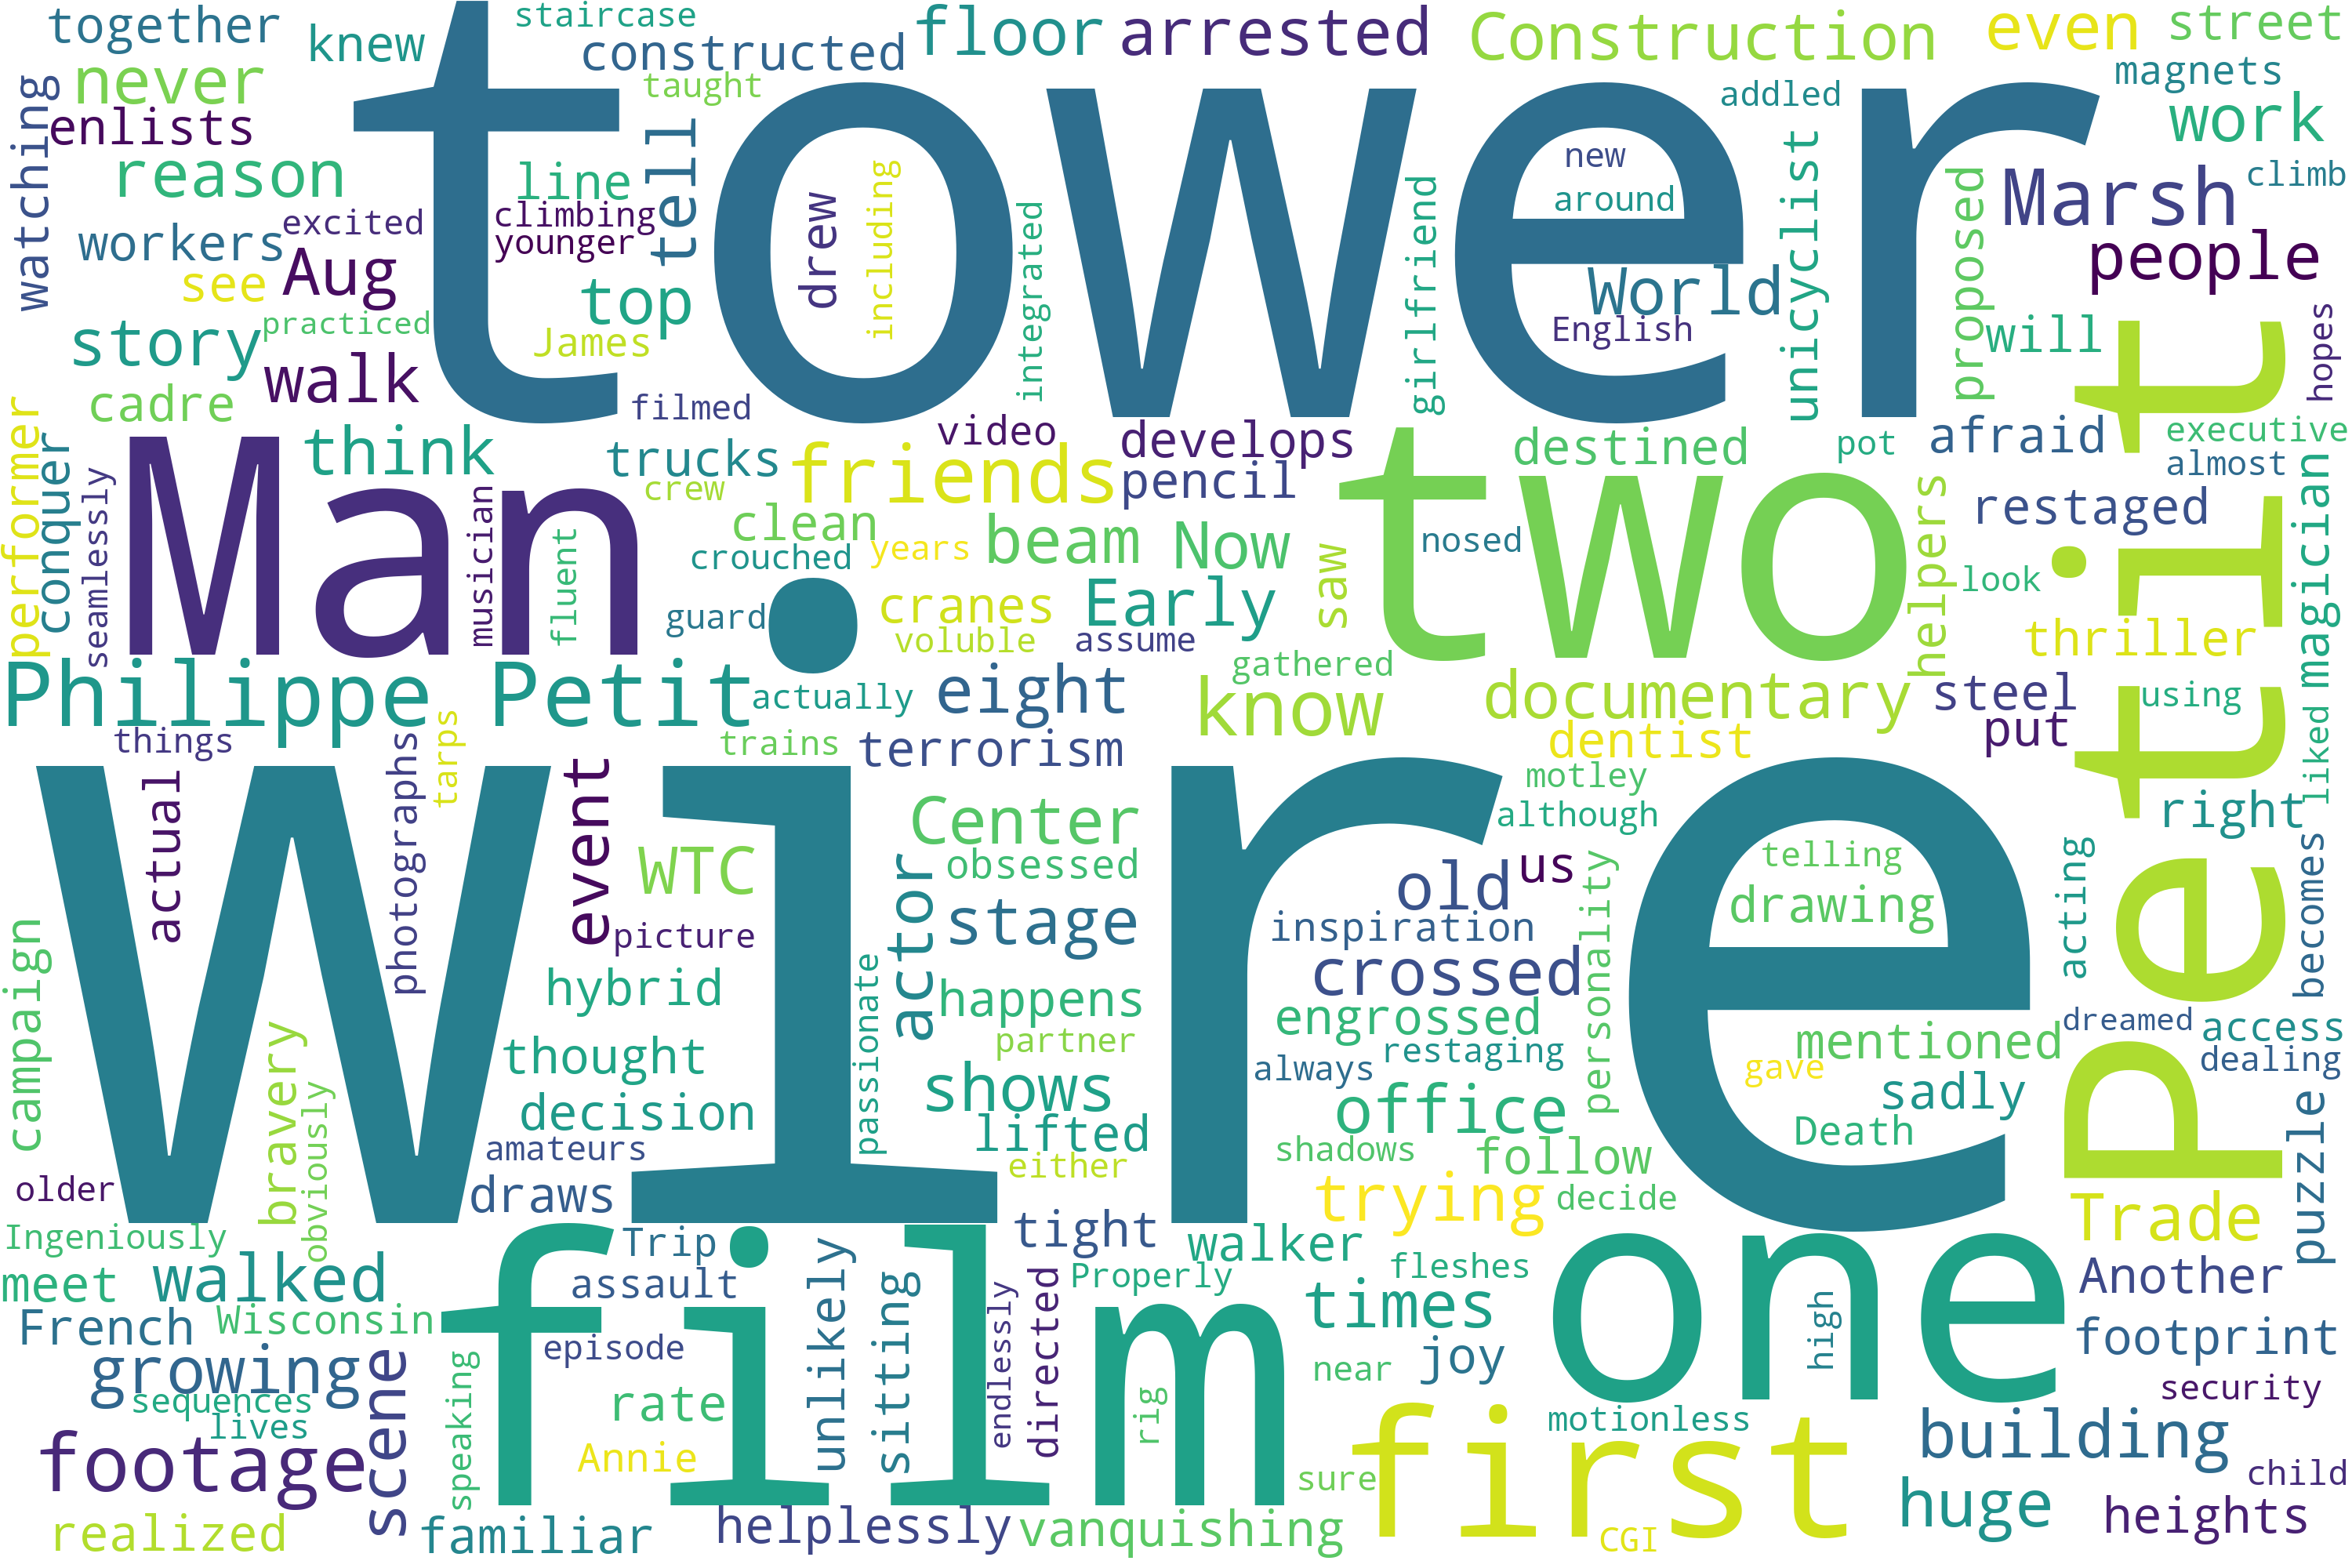 together
knew
staircase
constructed
floor
arrested
Construction
even
street
never
taught
addled
magnets
watching
enlists
tower
work
reason
line
tell
drew
including
integrated
girlfriend
new
around
unicyclist
proposed
Marsh
climb
workers
excited
climbing
younger
people
see
Aug
top
World
English
story
practiced
James
will
hopes
walk
cadre
filmed
performer
conquer
seamlessly
Man
think
musician
fluent
trucks
video
friends
develops
pencil
destined
pot
afraid
executive
almost
crew
clean
beam
Now
two
nosed
helpers
restaged
magician
crouched
years
saw
look
guard
cranes
Early
voluble
assume
thriller
Philippe Petit
actually
eight
gathered
know
documentary
steel
using
liked
things
tarps
trains
terrorism
dentist
put
Petit
actual
photographs
event
wire
motley
although
right
WTC
Center
obsessed
actor
stage
old
us
personality
telling
drawing
acting
becomes
picture
inspiration
campaign
hybrid
passionate
happens
crossed
engrossed
dreamed
access
bravery
obviously
thought
partner
always
restaging
gave
mentioned
dealing
decision
shows
office
sadly
puzzle
amateurs
lifted
Death
older
draws
either
shadows
follow
decide
trying
Trade
Ingeniously
Trip
tight
walker
fleshes
one
Another
meet
walked
assault
unlikely
sitting
endlessly
directed
Properly
times
high
French
Wisconsin
film
episode
joy
footprint
growing
scene
speaking
rate
rig
near
sequences
lives
security
footage
Annie
sure
first
motionless
building
child
realized
familiar
helplessly
vanquishing
CGI
huge
heights